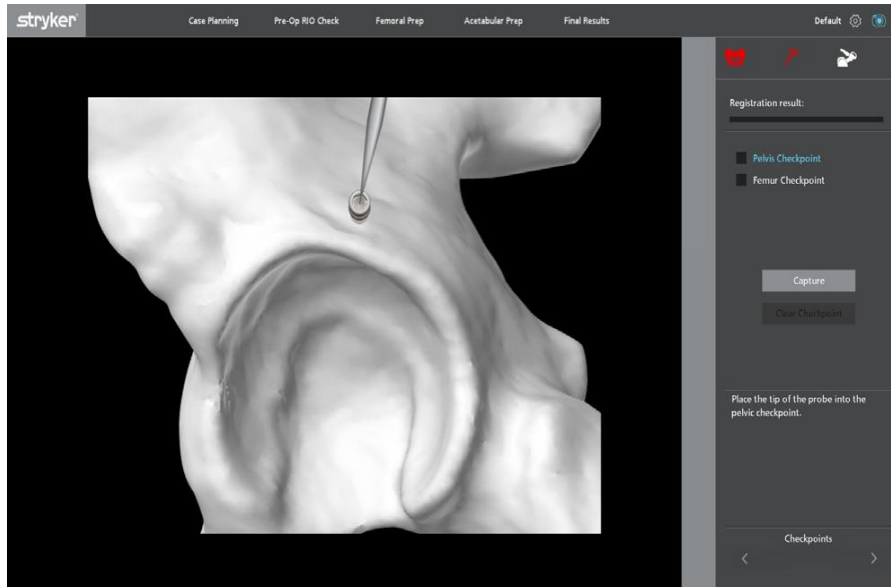 stryker
Case Planning
Pre-Op RIO Check
Femoral Prep
Acetabular Prep
Final Results
Default
Registration result:
Pelvis Checkpoint
Femur Checkpoint
Capture
Clear Checkpoint
Place the tip of the probe into the
pelvic checkpoint.
Checkpoints